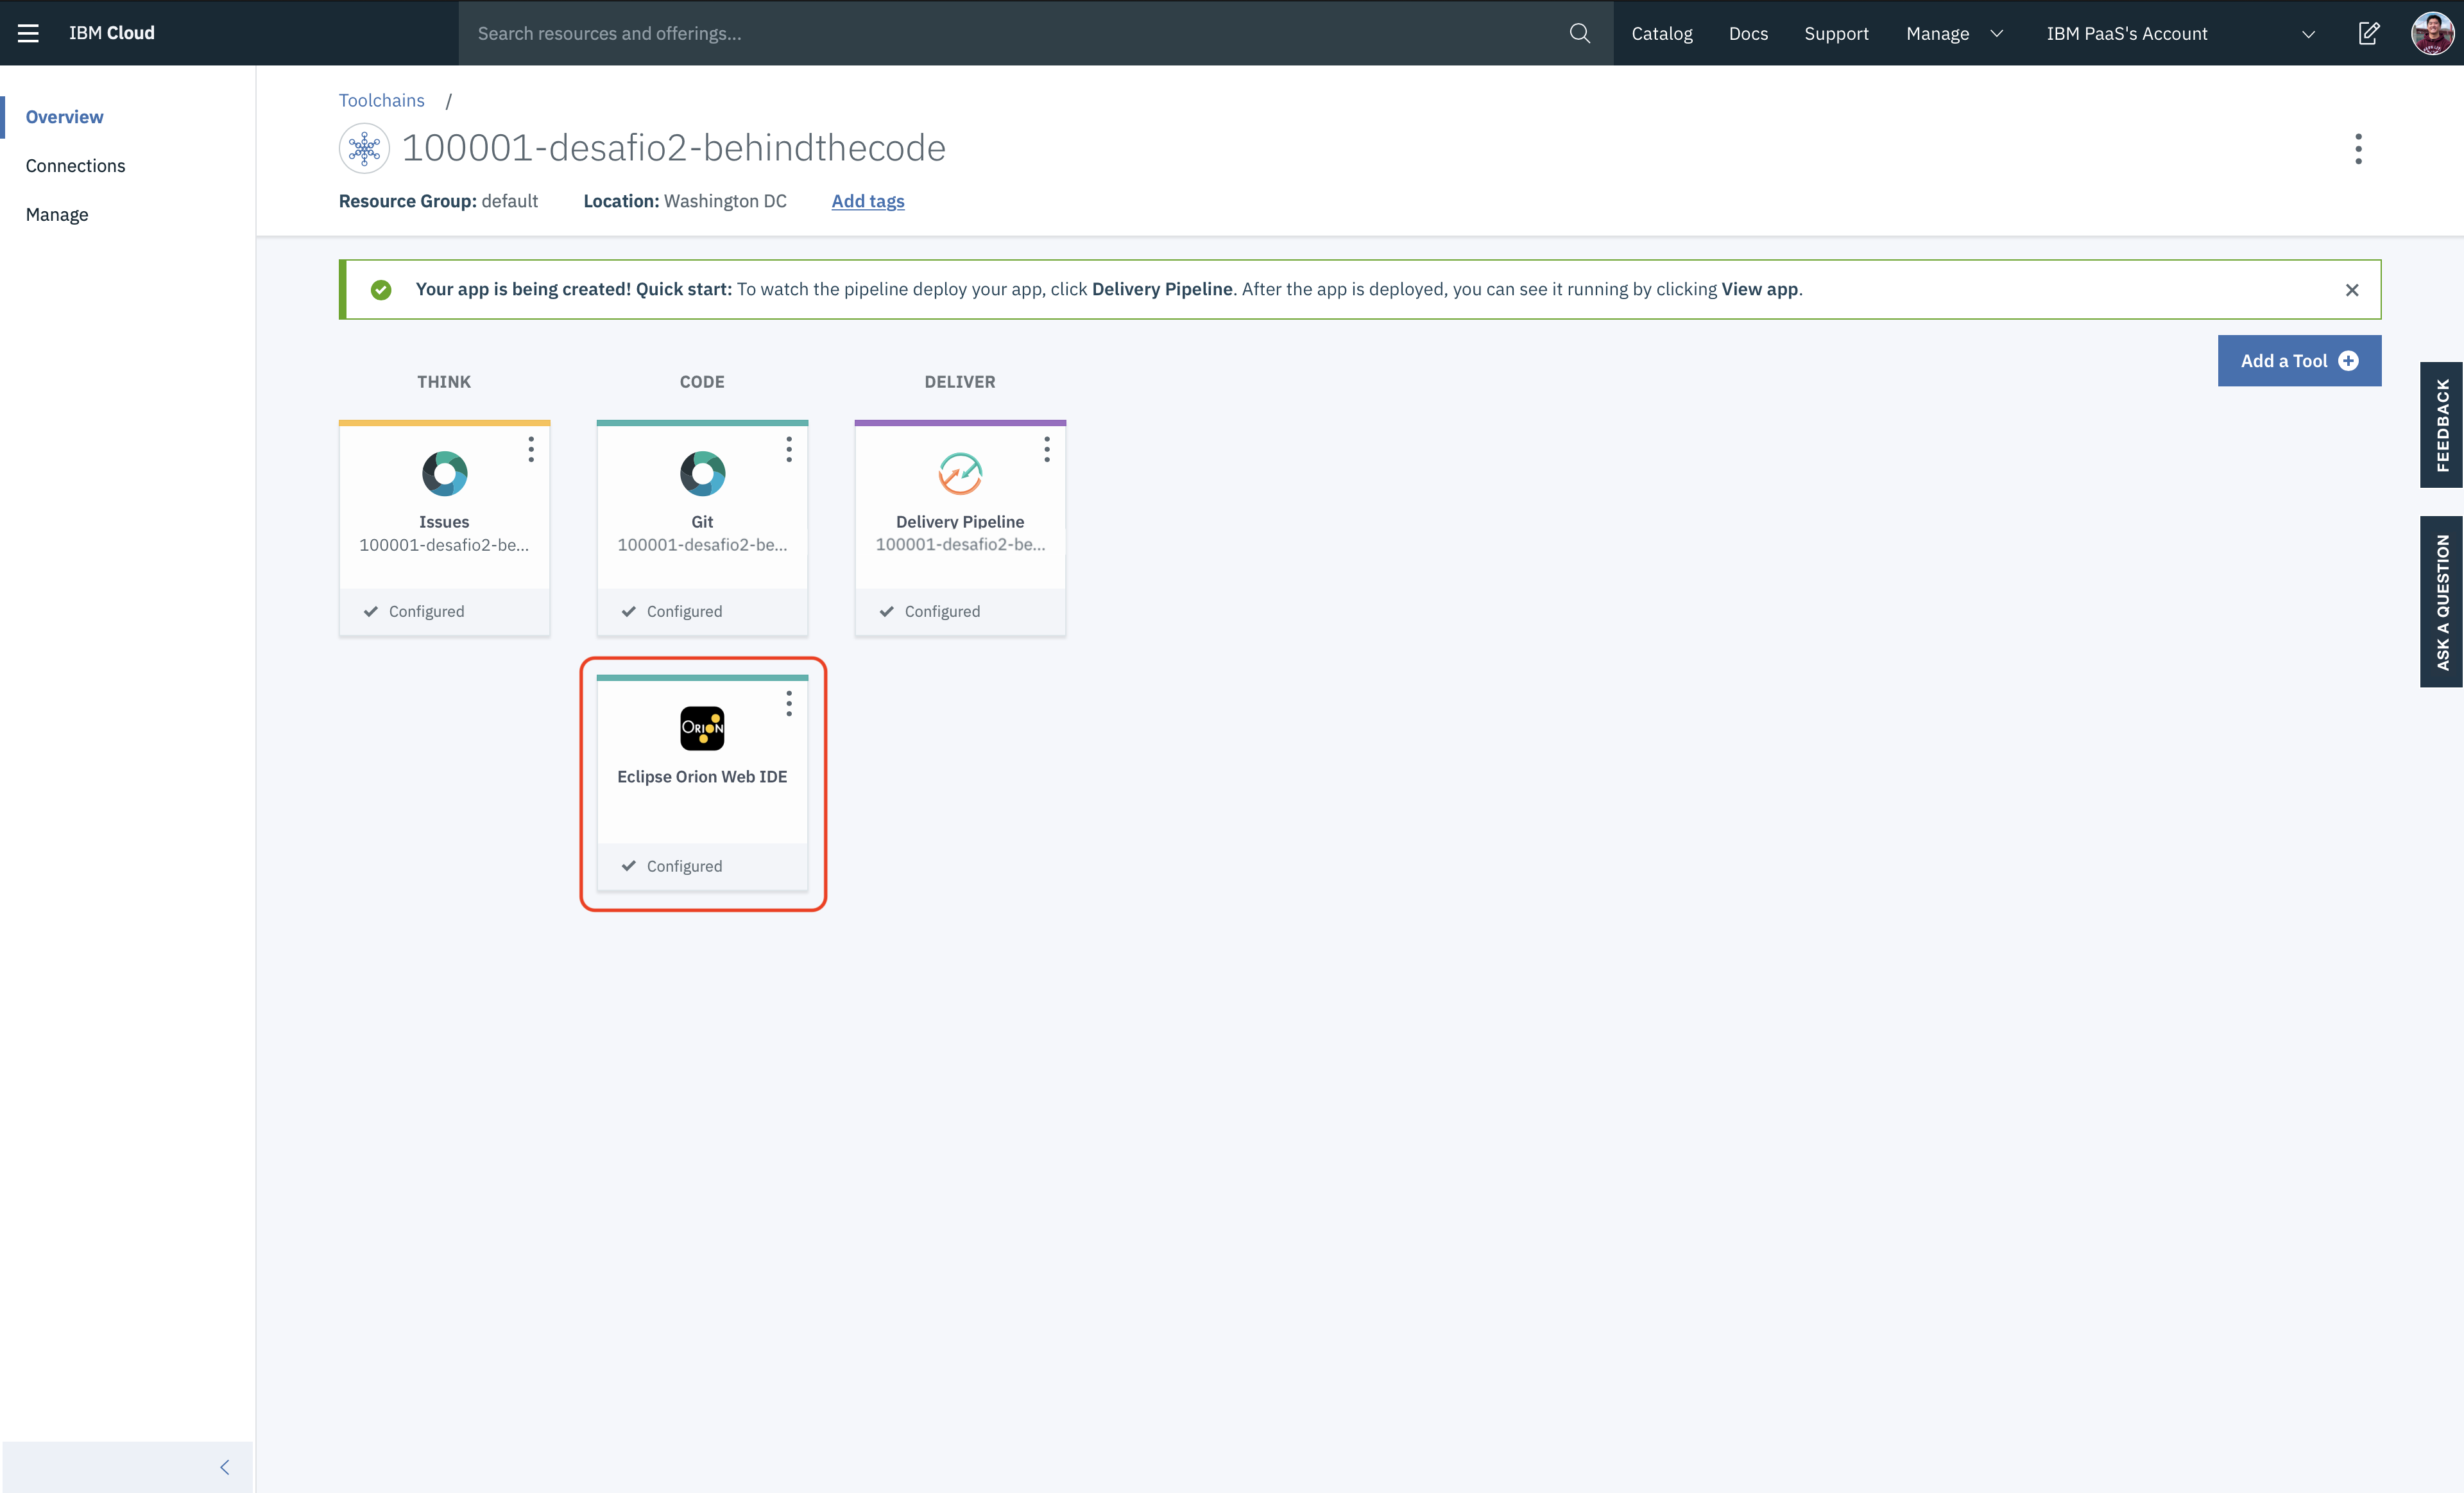 IBM Cloud
Search resources and offerings...
Catalog
Docs
Support
Manage
IBM PaaS's Account
Overview
Connections
Manage
Toolchains /
100001-desafio2-behindthecode
Resource Group: default
Location: Washington DC
Add tags
Your app is being created! Quick start: To watch the pipeline deploy your app, click Delivery Pipeline. After the app is deployed, you can see it running by clicking View app.
Add a Tool
THINK
CODE
DELIVER
Issues
100001-desafio2-be...
Configured
Git
100001-desafio2-be...
Configured
Delivery Pipeline
100001-desafio2-be...
Configured
ORION
Eclipse Orion Web IDE
Configured
FEEDBACK
ASK A QUESTION